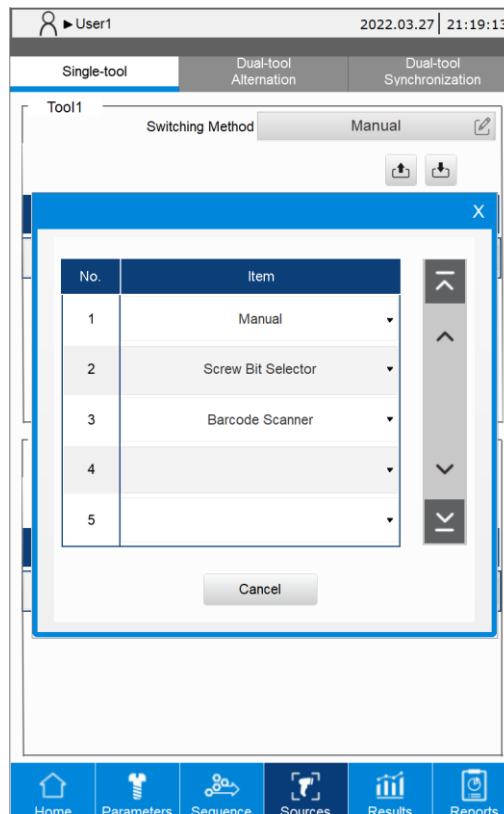 ►User1
2022.03.27 21:19:13
Single-tool
Dual-tool
Alternation
Dual-tool
Synchronization
Tool1
Switching Method Manual
X
No. Item
1 Manual
2 Screw Bit Selector
3 Barcode Scanner
4
5
Cancel
Home Parameters Sequence Sources Results Reports